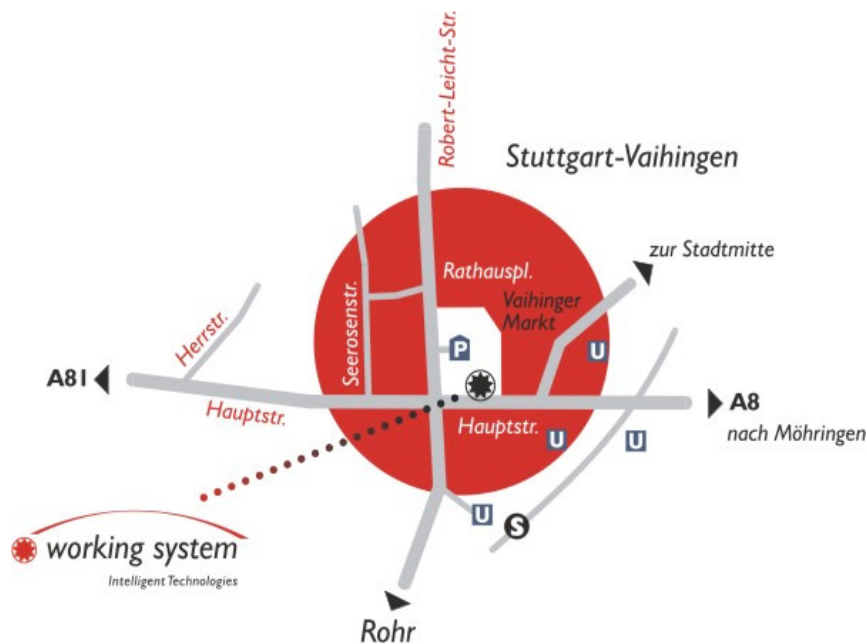 Robert-Leicht-Str.
Stuttgart-Vaihingen
zur Stadtmitte
Rathauspl.
Vaihinger
Markt
Herrstr.
Seerosenstr.
P
U
A81
Hauptstr.
Hauptstr.
A8
nach Möhringen
U
U
U
S
working system
Intelligent Technologies
Rohr